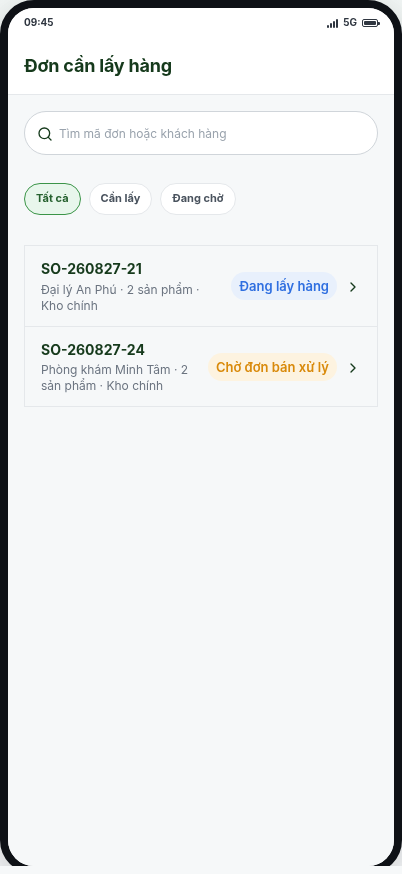 09:45
5G
Đơn cần lấy hàng
Tìm mã đơn hoặc khách hàng
Tất cả
Cần lấy
Đang chờ
SO-260827-21
Đại lý An Phú · 2 sản phẩm ·
Kho chính
Đang lấy hàng
SO-260827-24
Phòng khám Minh Tâm · 2
sản phẩm · Kho chính
Chờ đơn bán xử lý